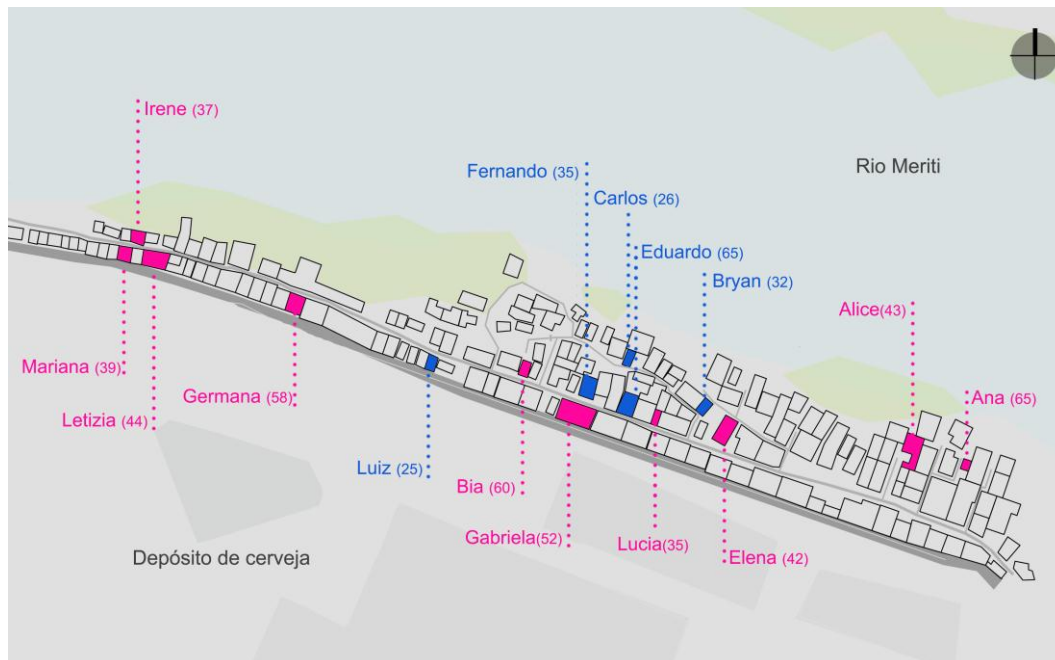 Irene (37)
Fernando (35)
Rio Meriti
Carlos (26)
Eduardo (65)
Bryan (32)
Alice(43)
Mariana (39)
Germana (58)
Ana (65)
Letizia (44)
Luiz (25)
Bia (60)
Gabriela(52)
Lucia(35)
Elena (42)
Depósito de cerveja